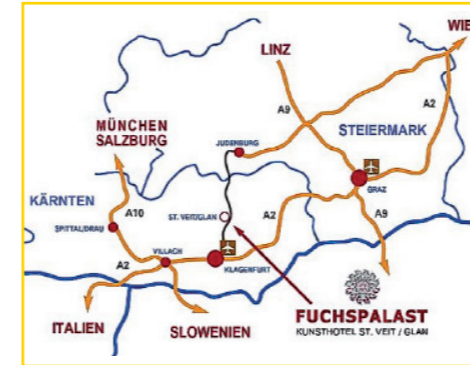 WIE
LINZ
A9
A2
MÜNCHEN
SALZBURG
STEIERMARK
JUDENBURG
GRAZ
KÄRNTEN
A10
ST. VEIT/GLAN
A2
A9
SPITTAL/DRAU
VILLACH
A2
KLAGENFURT
ITALIEN
SLOWENIEN
FUCHSPALAST
KUNSTHOTEL ST. VEIT / GLAN